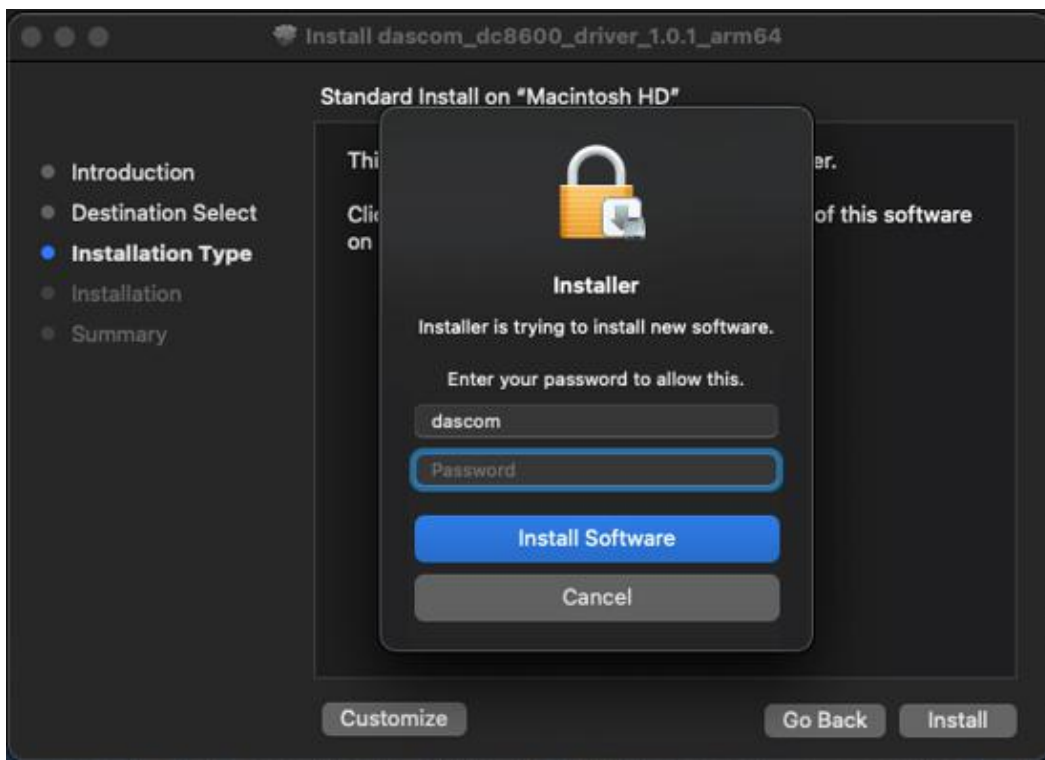 Install dascom_dc8600_driver_1.0.1_arm64
Standard Install on “Macintosh HD”
Introduction
Destination Select
Installation Type
Installation
Summary
er.
of this software
on
Installer
Installer is trying to install new software.
Enter your password to allow this.
dascom
Password
Install Software
Cancel
Customize
Go Back
Install